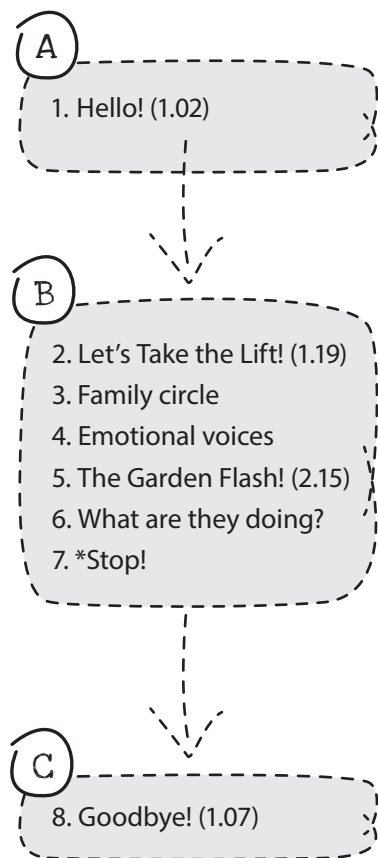 A
1. Hello! (1.02)
B
2. Let's Take the Lift! (1.19)
3. Family circle
4. Emotional voices
5. The Garden Flash! (2.15)
6. What are they doing?
7. *Stop!
C
8. Goodbye! (1.07)